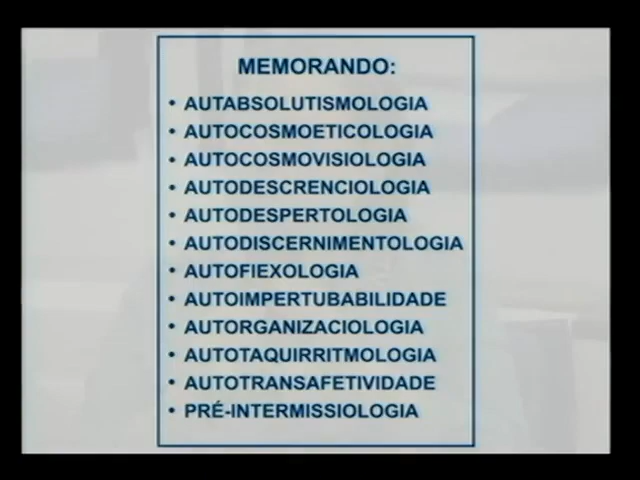 MEMORANDO:
• AUTABSOLUTISMOLOGIA
• AUTOCOSMOETICOLOGIA
• AUTOCOSMOVISIOLOGIA
• AUTODESCRENCIOLOGIA
• AUTODESPERTOLOGIA
• AUTODISCERNIMENTOLOGIA
• AUTOFIEXOLOGIA
• AUTOIMPERTUBABILIDADE
• AUTORGANIZACIOLOGIA
• AUTOTAQUIRRITMOLOGIA
• AUTOTRANSAFETIVIDADE
• PRÉ-INTERMISSIOLOGIA